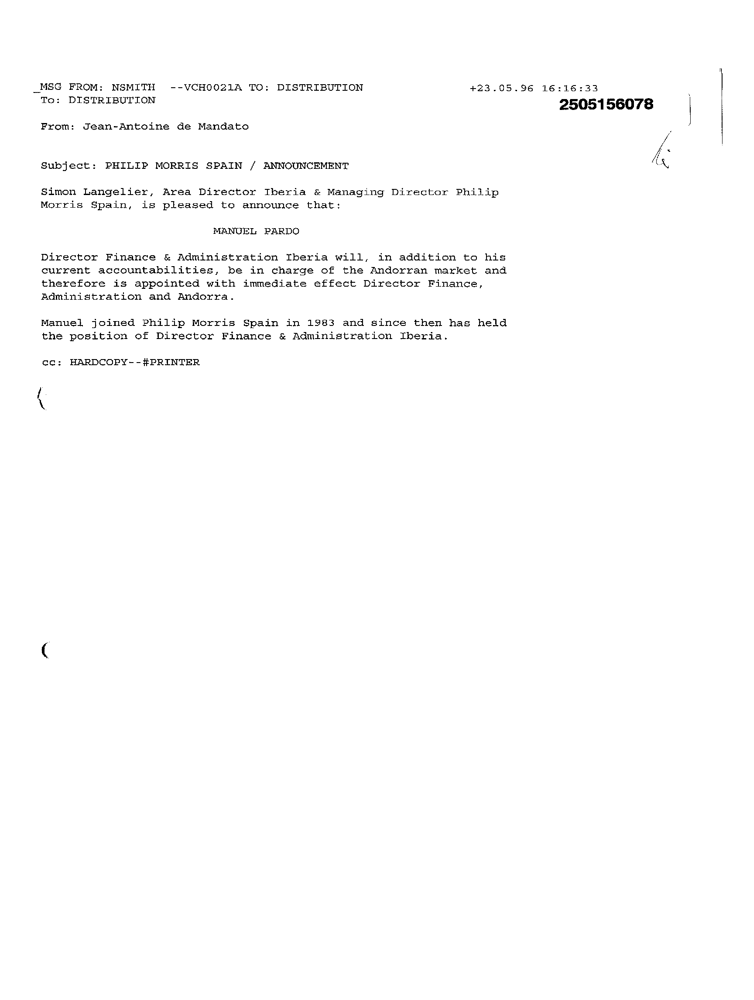 _MSG FROM: NSMITH --VCH0021A TO: DISTRIBUTION +23.05.96 16:16:33
To: DISTRIBUTION 2505156078
From: Jean-Antoine de Mandato
Subject: PHILIP MORRIS SPAIN / ANNOUNCEMENT
Simon Langelier, Area Director Iberia & Managing Director Philip
Morris Spain, is pleased to announce that:
MANUEL PARDO
Director Finance & Administration Iberia will, in addition to his
current accountabilities, be in charge of the Andorran market and
therefore is appointed with immediate effect Director Finance,
Administration and Andorra.
Manuel joined Philip Morris Spain in 1983 and since then has held
the position of Director Finance & Administration Iberia.
cc: HARDCOPY--#PRINTER